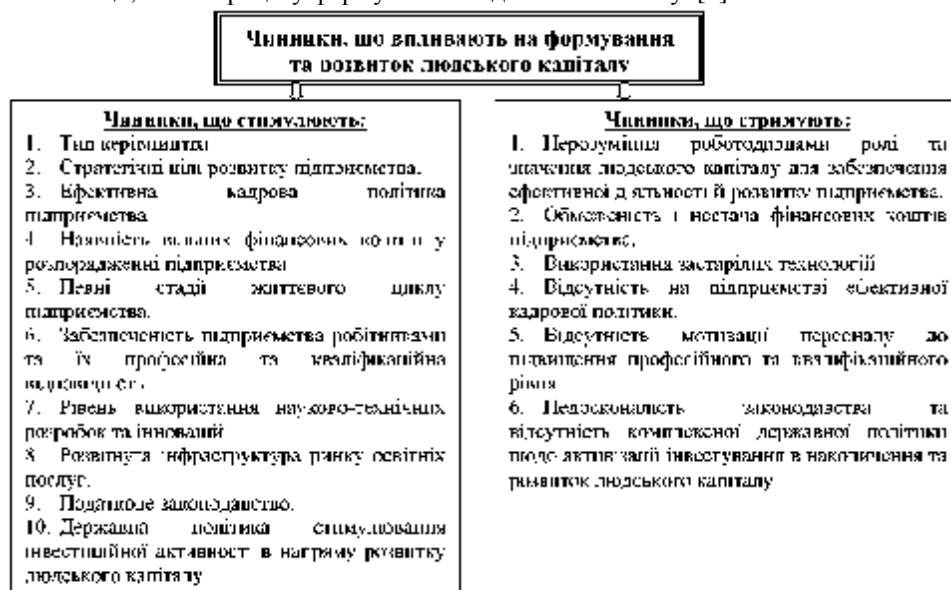 Чинники, що впливають на формування
та розвиток людського капіталу
Чинники, що стимулюють:
1. Тип керівництва
2. Стратегічні цілі розвитку підприємства.
3. Ефективна кадрова політика
підприємства
4. Наявність вільних фінансових коштів у
розпорядженні підприємства
5. Певні стадії життєвого циклу
підприємства.
6. Забезпеченість підприємства робітниками
та їх професійна та кваліфікаційна
відповідність
7. Рівень використання науково-технічних
розробок та інновацій
8. Розвинута інфраструктура ринку освітніх
послуг.
9. Податкове законодавство.
10. Державна політика стимулювання
інвестиційної активності в напряму розвитку
людського капіталу
Чинники, що стримують:
1. Нерозуміння роботодавцями ролі та
значення людського капіталу для забезпечення
ефективної діяльності й розвитку підприємства.
2. Обмеженість і нестача фінансових коштів
підприємства.
3. Використання застарілих технологій
4. Відсутність на підприємстві ефективної
кадрової політики.
5. Відсутність мотивації персоналу до
підвищення професійного та кваліфікаційного
рівня
6. Недосконалість законодавства та
відсутність комплексної державної політики
щодо активізації інвестування в накопичення та
розвиток людського капіталу